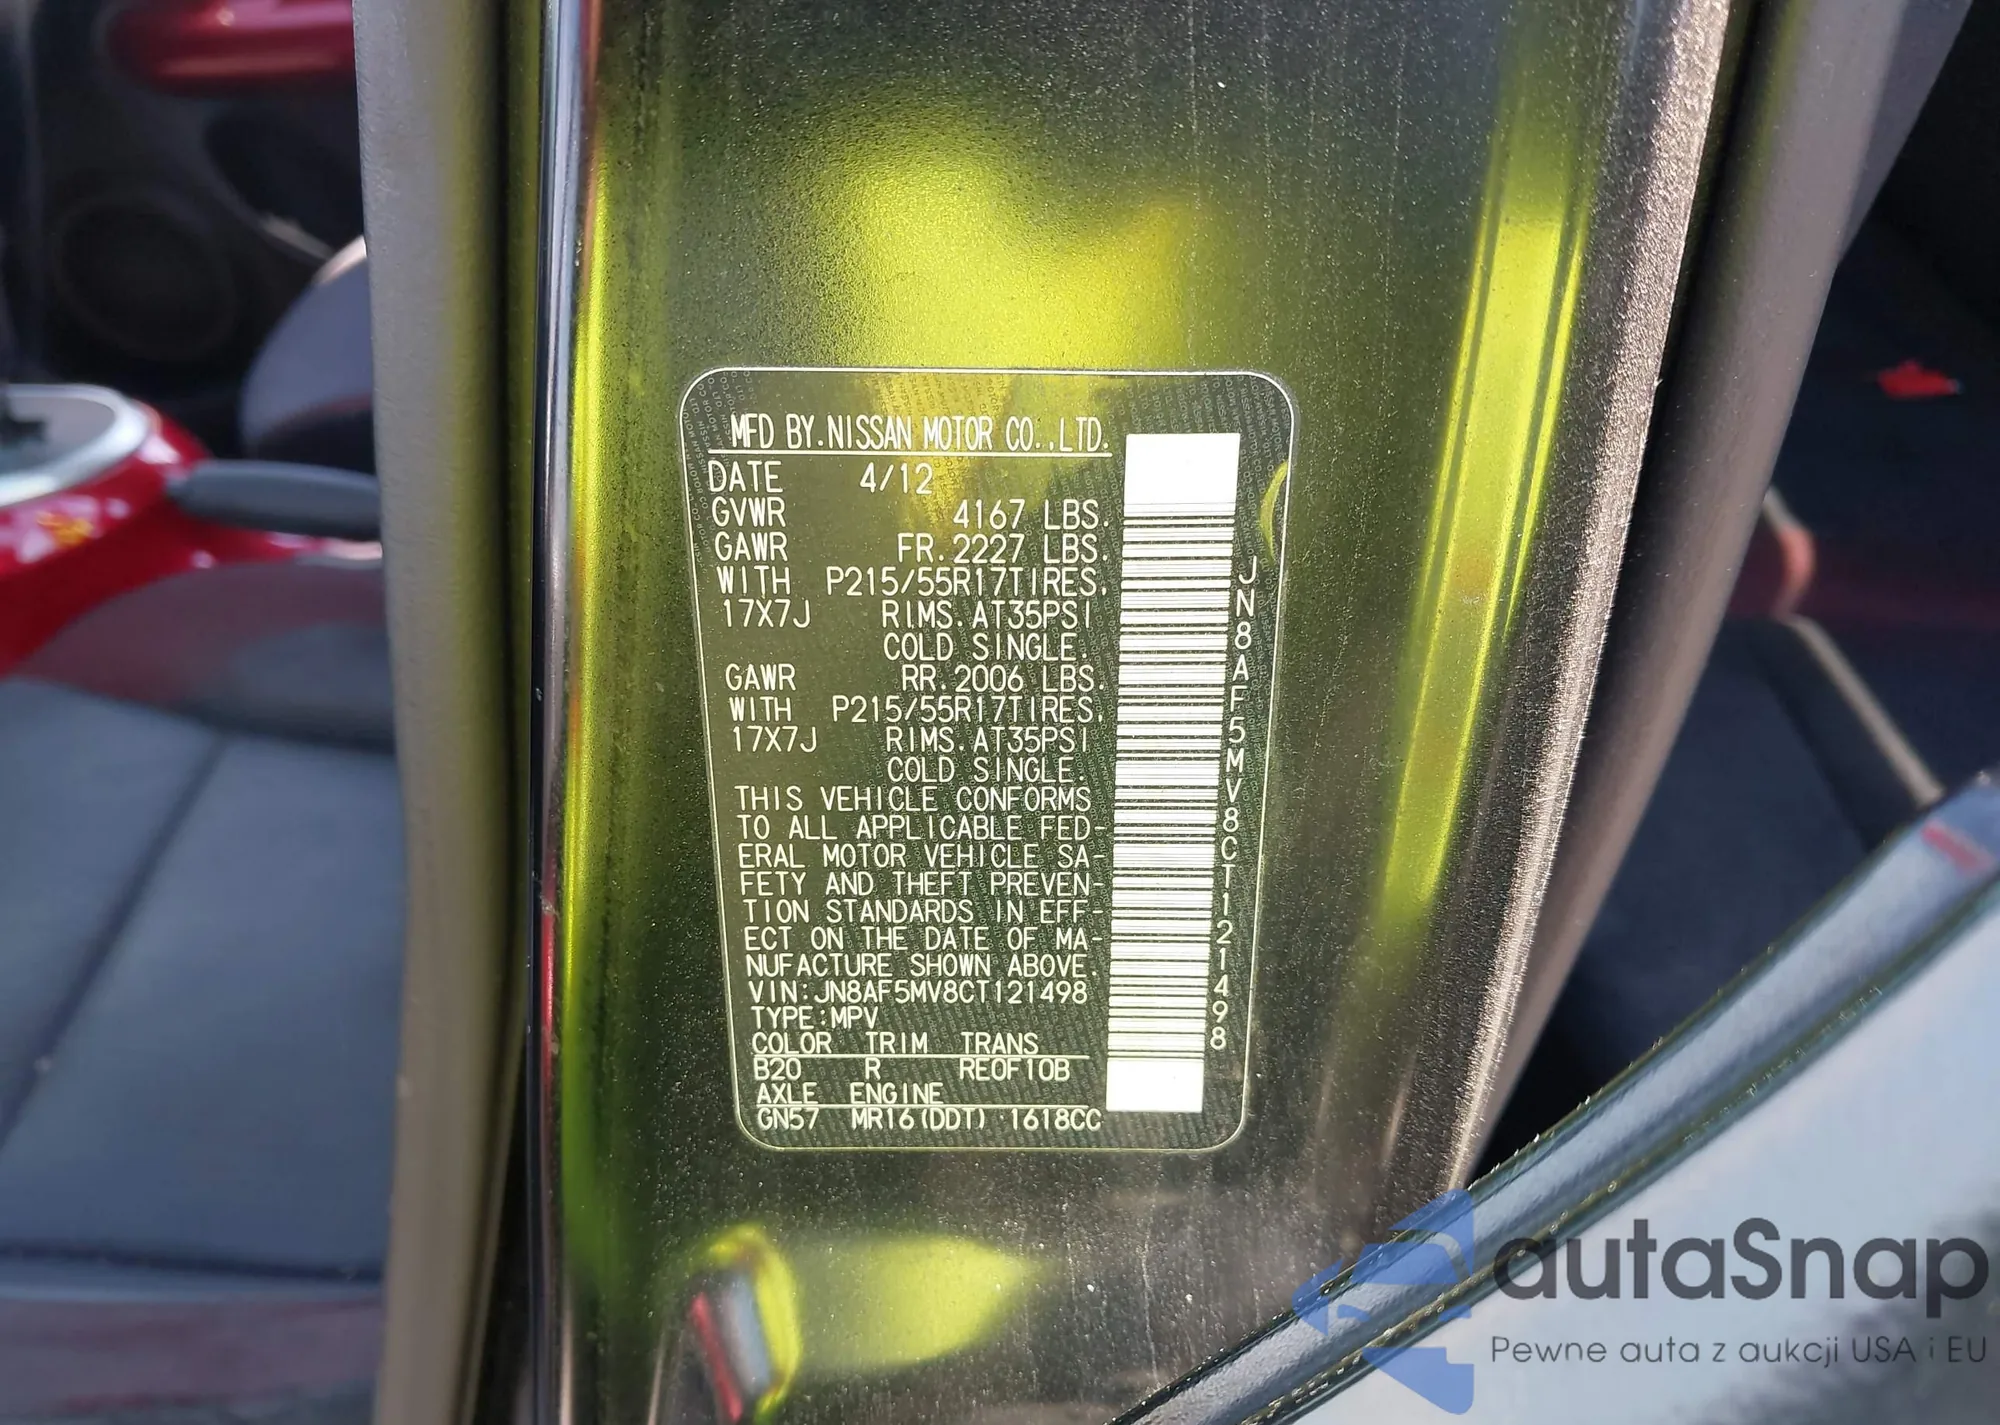 MFD BY.NISSAN MOTOR CO.,LTD.
DATE 4/12
GVWR 4167 LBS.
GAWR FR.2227 LBS.
WITH P215/55R17TIRES.
17X7J RIMS.AT35PSI
COLD SINGLE.
GAWR RR.2006 LBS.
WITH P215/55R17TIRES.
17X7J RIMS.AT35PSI
COLD SINGLE.
THIS VEHICLE CONFORMS
TO ALL APPLICABLE FED-
ERAL MOTOR VEHICLE SA-
FETY AND THEFT PREVEN-
TION STANDARDS IN EFF-
ECT ON THE DATE OF MA-
NUFACTURE SHOWN ABOVE.
VIN:JN8AF5MV8CT121498
TYPE:MPV
COLOR TRIM TRANS
B20 R RE0F10B
AXLE ENGINE
GN57 MR16(DDT) 1618CC
JN8AF5MV8CT121498
autaSnap
Pewne auta z aukcji USA i EU